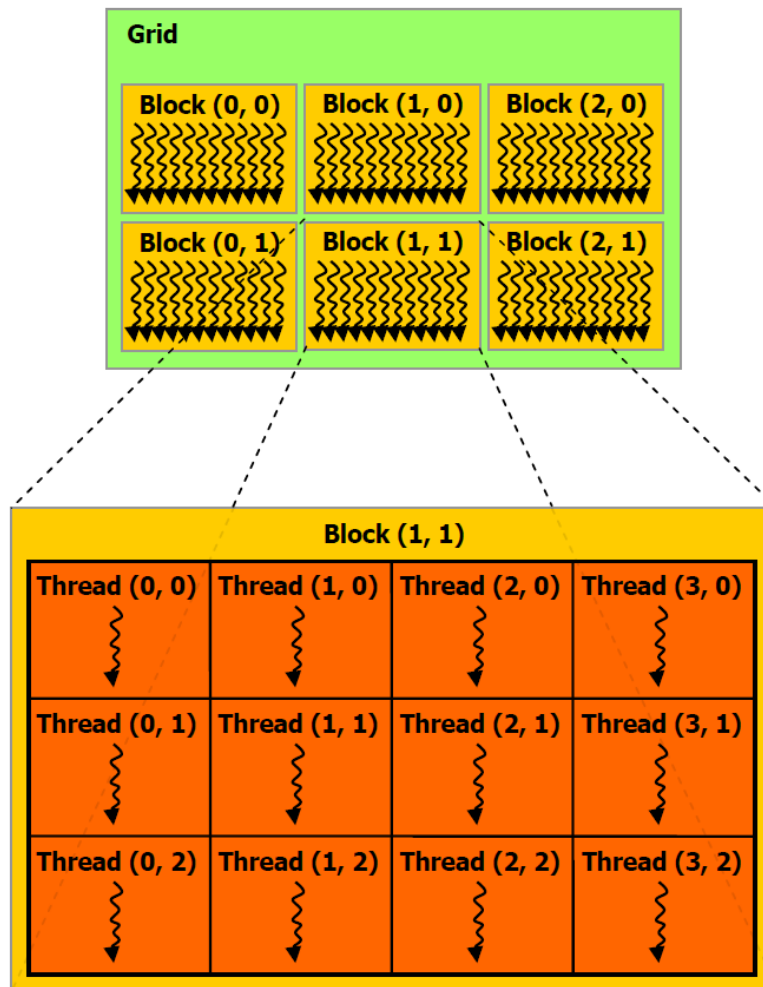 Grid
Block (0, 0) Block (1, 0) Block (2, 0)
Block (0, 1) Block (1, 1) Block (2, 1)
Block (1, 1)
Thread (0, 0) Thread (1, 0) Thread (2, 0) Thread (3, 0)
Thread (0, 1) Thread (1, 1) Thread (2, 1) Thread (3, 1)
Thread (0, 2) Thread (1, 2) Thread (2, 2) Thread (3, 2)